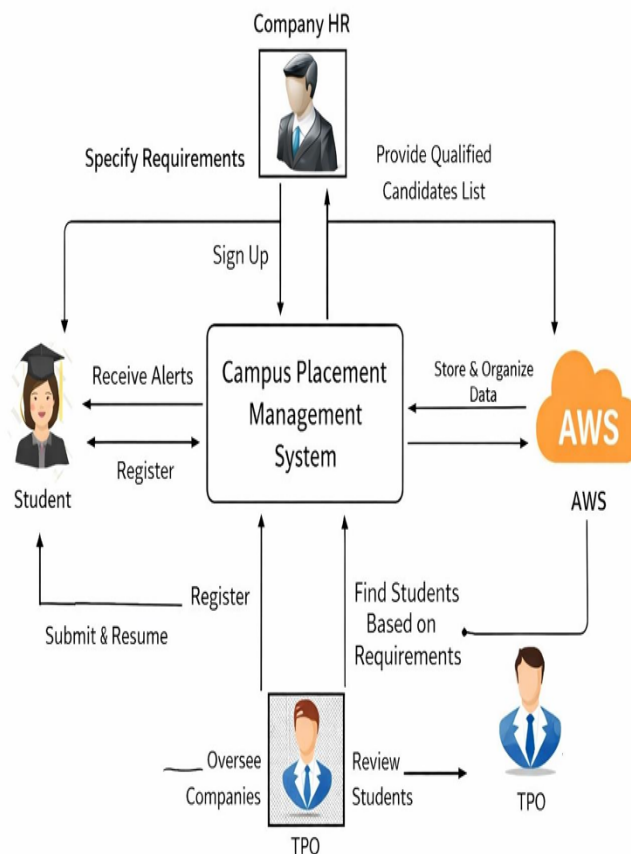 Company HR
Specify Requirements
Provide Qualified
Candidates List
Sign Up
Receive Alerts
Campus Placement
Management
System
Store & Organize
Data
AWS
Register
Student
AWS
Register
Submit & Resume
Find Students
Based on
Requirements
Oversee
Companies
Review
Students
TPO
TPO